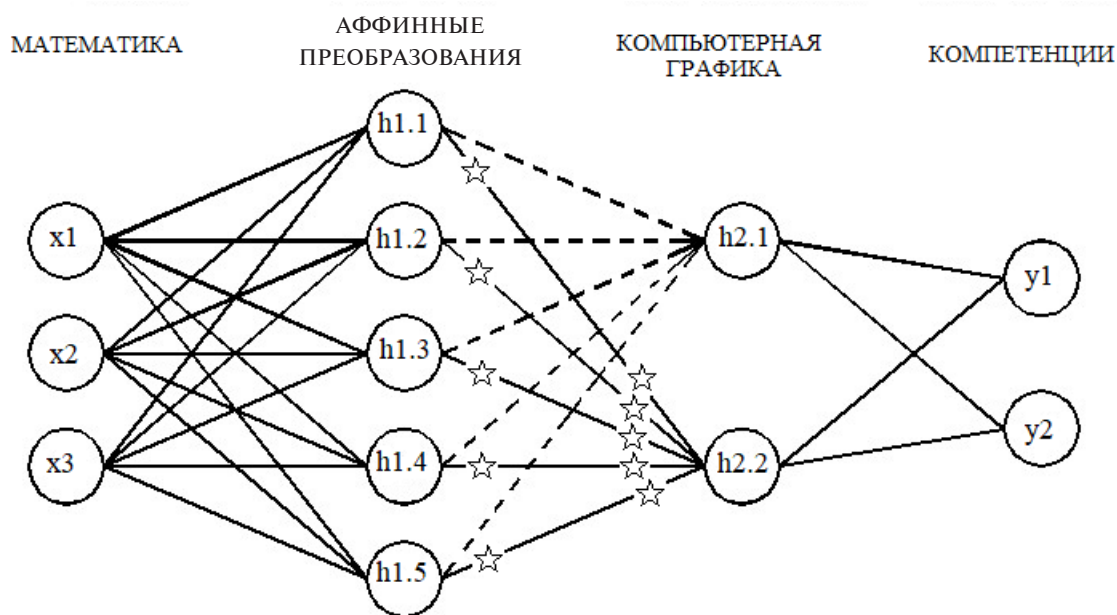 МАТЕМАТИКА
АФФИННЫЕ
ПРЕОБРАЗОВАНИЯ
КОМПЬЮТЕРНАЯ
ГРАФИКА
КОМПЕТЕНЦИИ
h1.1
x1
h1.2
h2.1
y1
x2
h1.3
y2
x3
h1.4
h2.2
h1.5